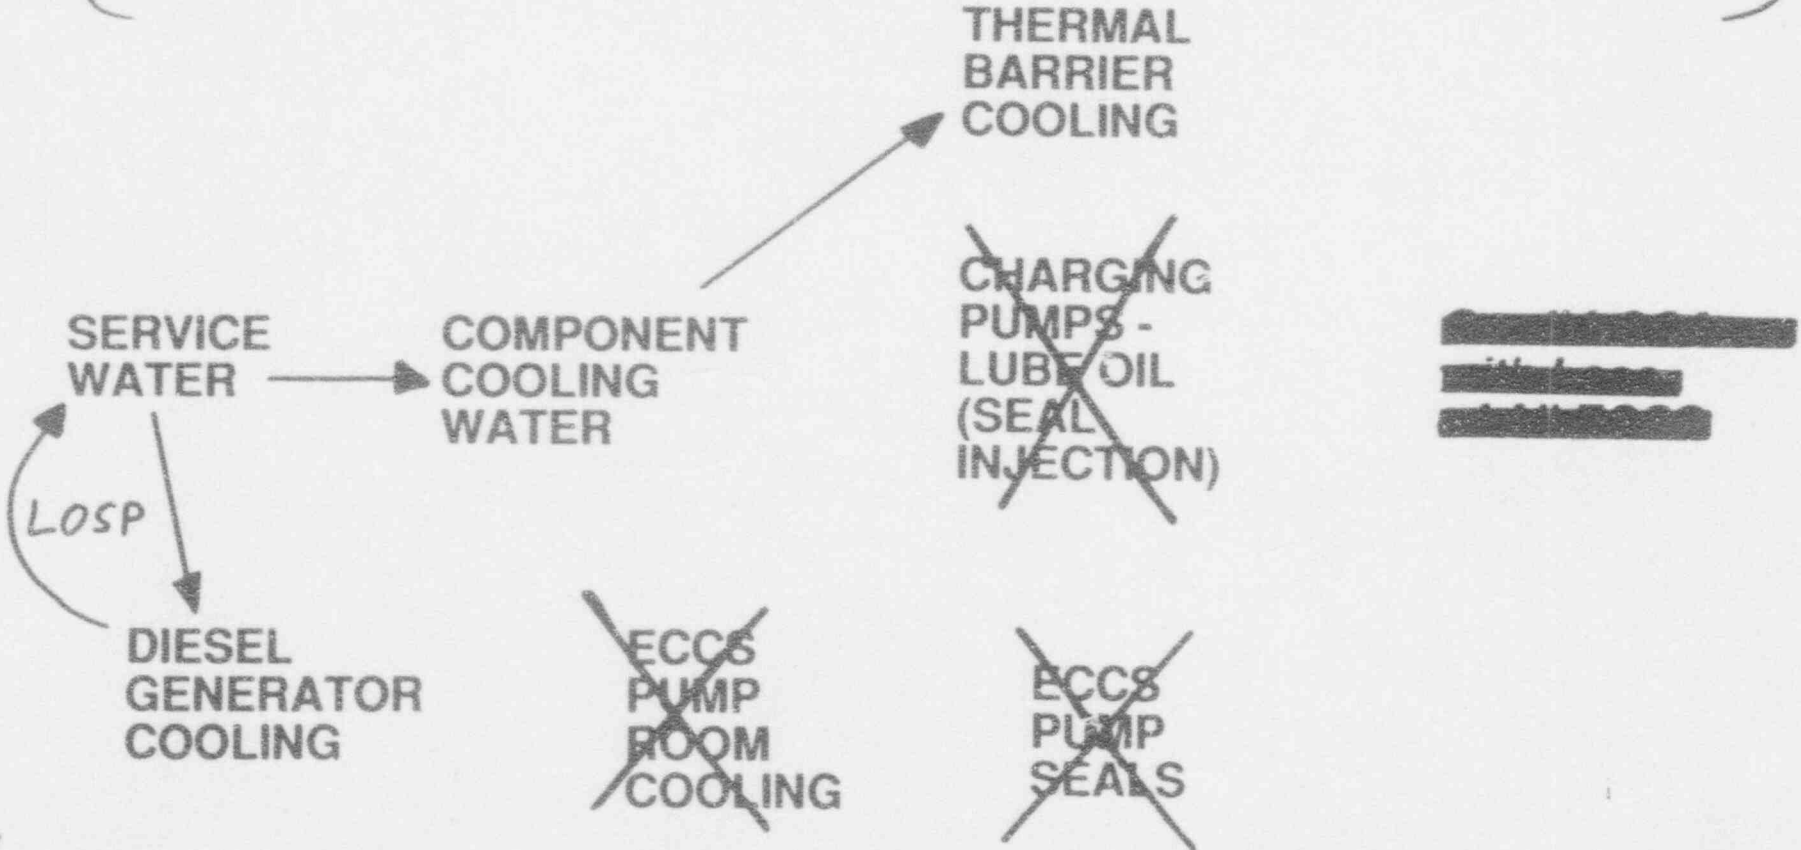 THERMAL
BARRIER
COOLING
CHARGING
PUMPS -
LUBE OIL
(SEAL
INJECTION)
SERVICE
WATER
COMPONENT
COOLING
WATER
LOSP
DIESEL
GENERATOR
COOLING
ECCS
PUMP
ROOM
COOLING
ECCS
PUMP
SEALS